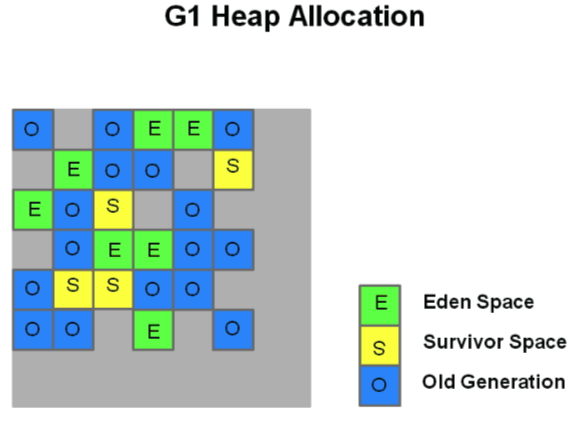 G1 Heap Allocation
O O E E O
E O O S
E O S O
O E E O O
O S S O O
O O E O
E Eden Space
S Survivor Space
O Old Generation